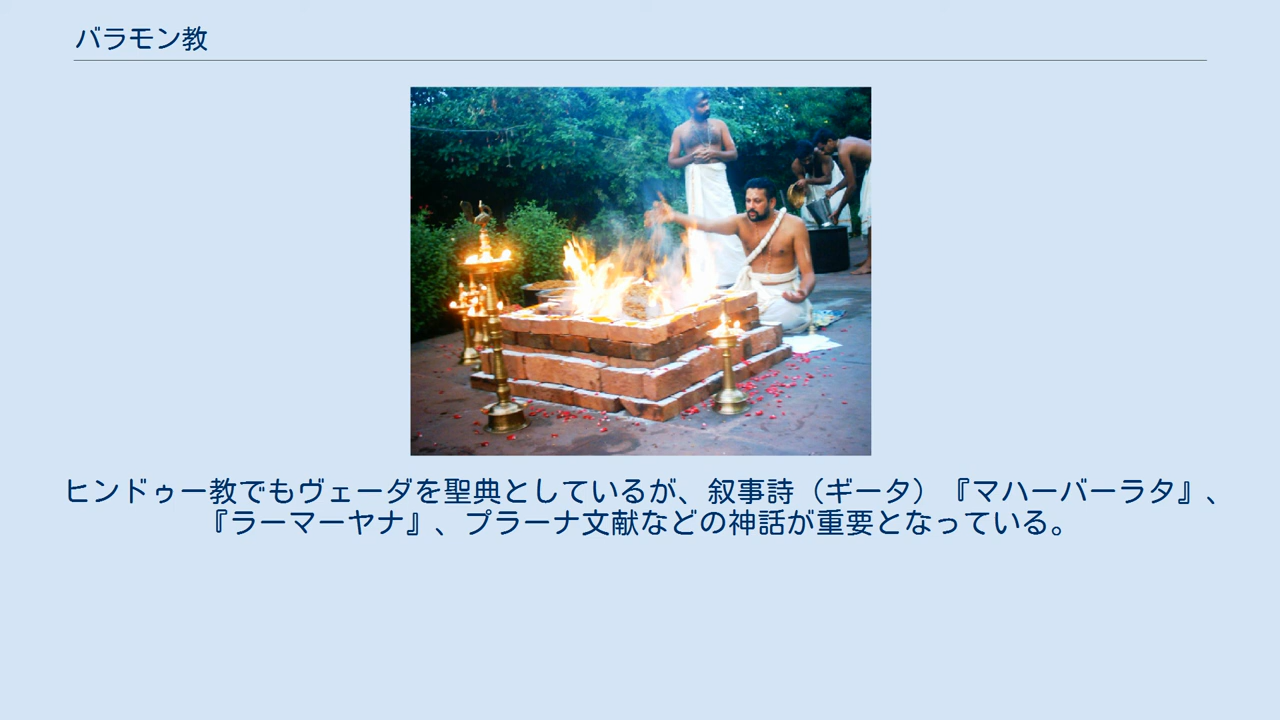 バラモン教
ヒンドゥー教でもヴェーダを聖典としているが、叙事詩（ギータ）『マハーバーラタ』、
『ラーマーヤナ』、プラーナ文献などの神話が重要となっている。